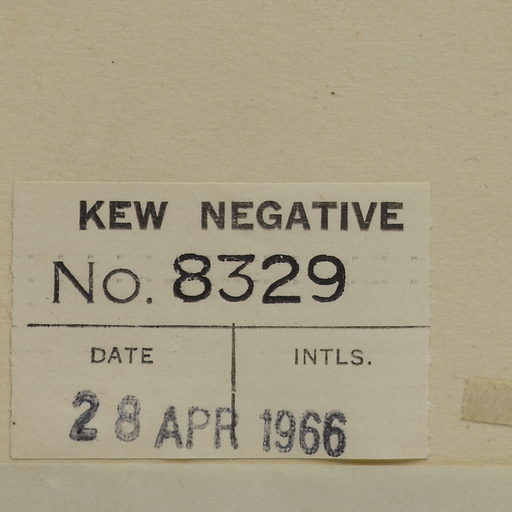 KEW NEGATIVE
No. 8329
DATE INTLS.
28 APR 1966